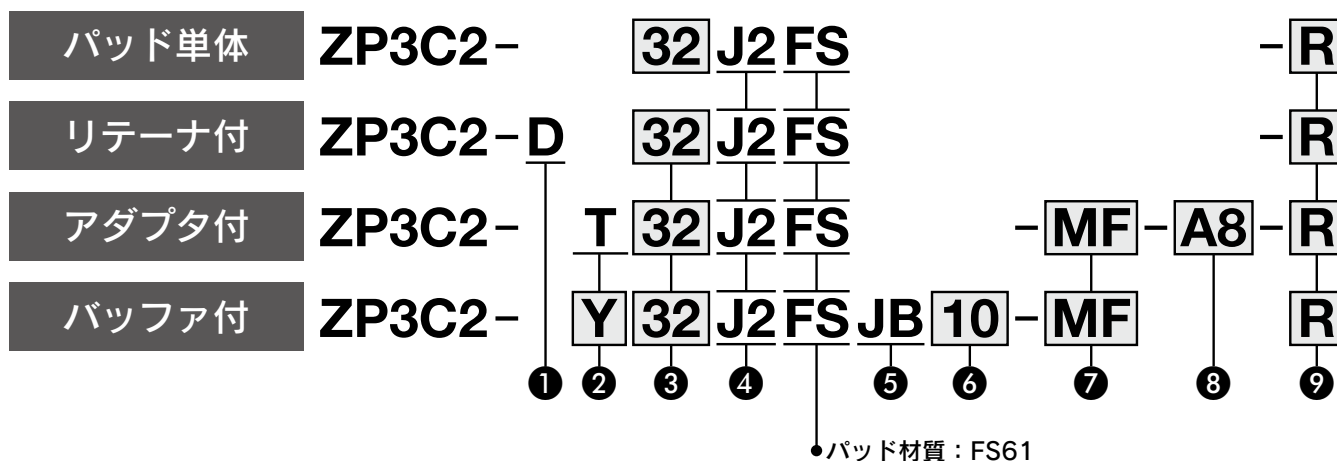 パッド単体 ZP3C2- 32 J2 FS -R
リテーナ付 ZP3C2-D 32 J2 FS -R
アダプタ付 ZP3C2- T 32 J2 FS -MF-A8-R
バッファ付 ZP3C2- Y 32 J2 FS JB 10-MF R
❶ ❷ ❸ ❹ ❺ ❻ ❼ ❽ ❾
●パッド材質：FS61